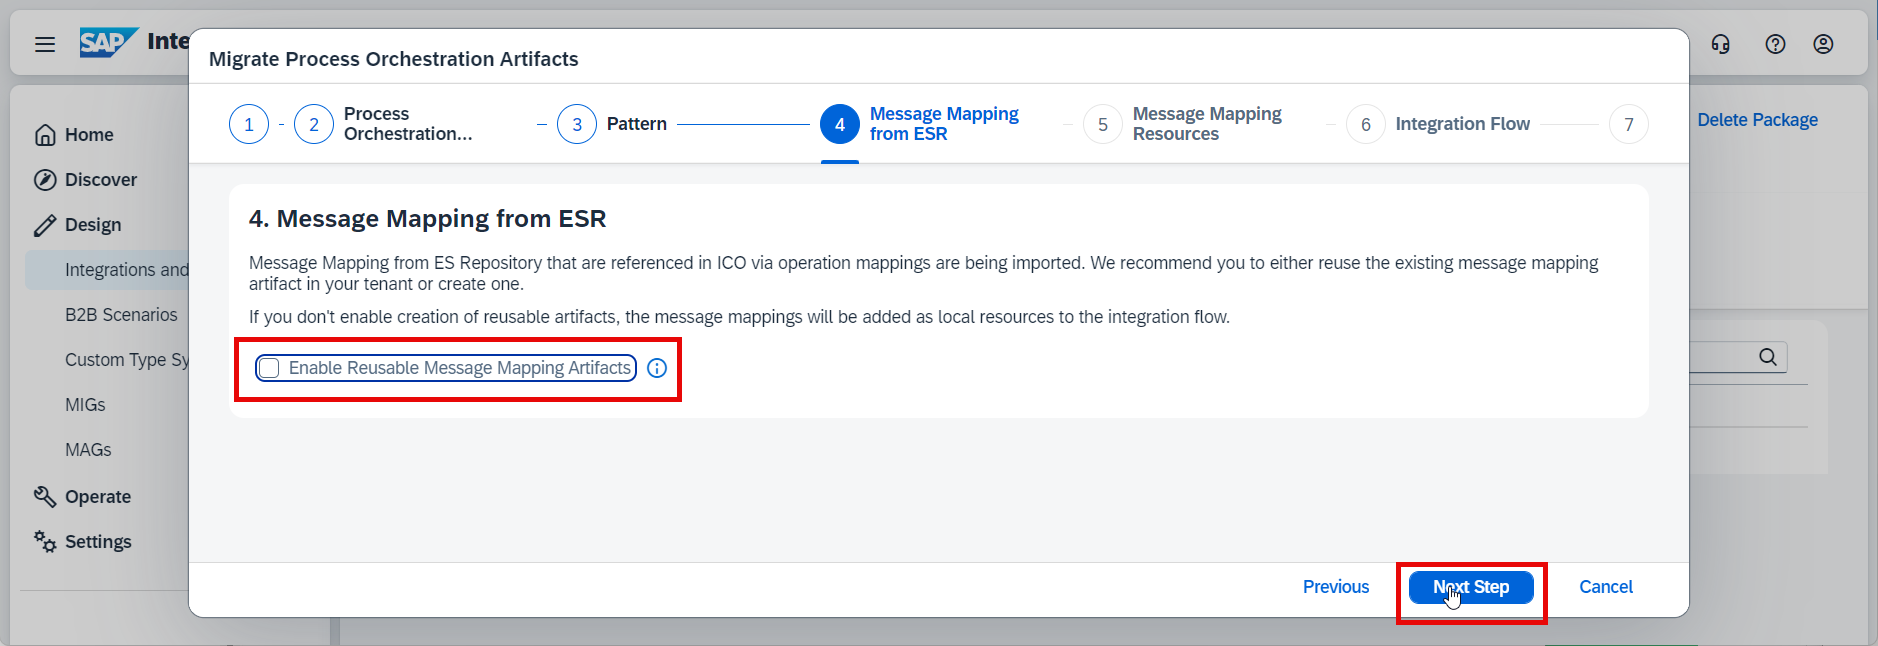 SAP Inte
Migrate Process Orchestration Artifacts
1
2
Process
Orchestration...
3
Pattern
4
Message Mapping
from ESR
5
Message Mapping
Resources
6
Integration Flow
7
Home
Discover
Design
Integrations and
B2B Scenarios
Custom Type Sy
MIGs
MAGs
Operate
Settings
Delete Package
4. Message Mapping from ESR
Message Mapping from ES Repository that are referenced in ICO via operation mappings are being imported. We recommend you to either reuse the existing message mapping
artifact in your tenant or create one.
If you don't enable creation of reusable artifacts, the message mappings will be added as local resources to the integration flow.
Enable Reusable Message Mapping Artifacts
Previous
Next Step
Cancel